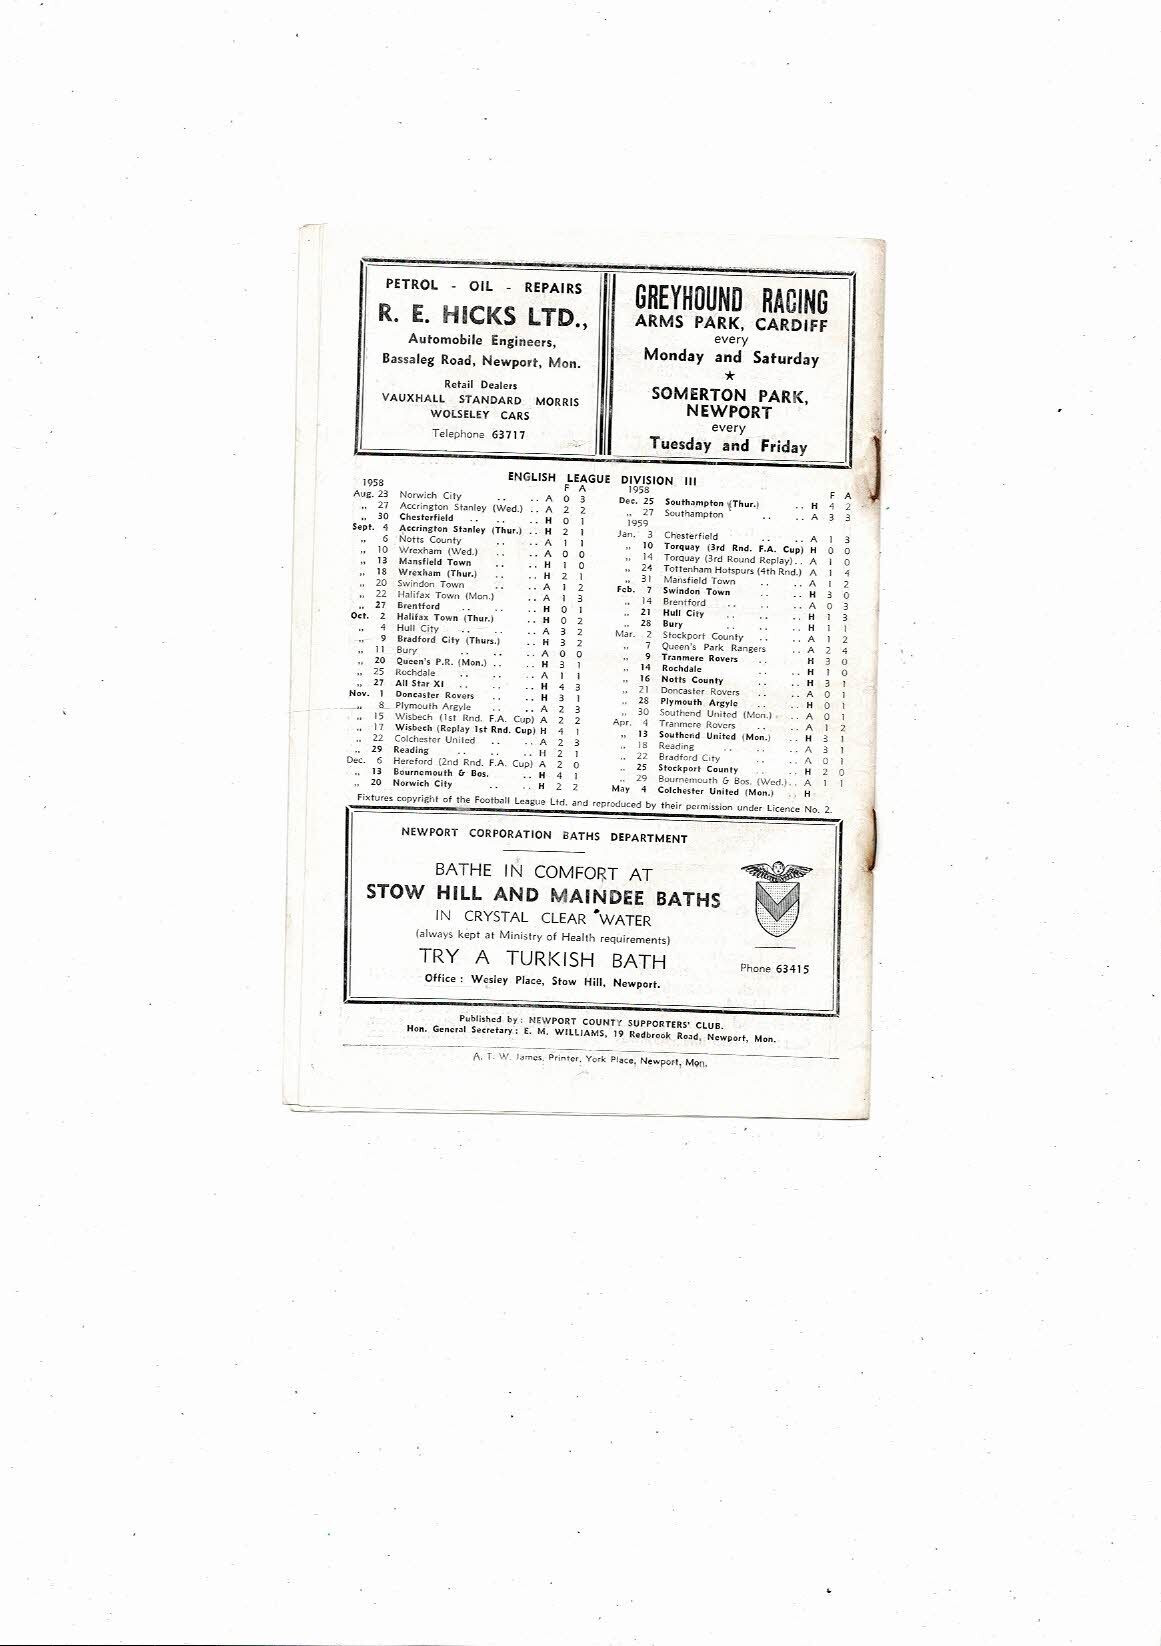 PETROL - OIL - REPAIRS
R. E. HICKS LTD.,
Automobile Engineers,
Bassaleg Road, Newport, Mon.
Retail Dealers
VAUXHALL STANDARD MORRIS
WOLSELEY CARS
Telephone 63717
GREYHOUND RACING
ARMS PARK, CARDIFF
every
Monday and Saturday
★
SOMERTON PARK,
NEWPORT
every
Tuesday and Friday
ENGLISH LEAGUE DIVISION III
1958 F A
Aug. 23 Norwich City .. .. A 0 3
,, 27 Accrington Stanley (Wed.) .. A 2 2
,, 30 Chesterfield .. .. .. H 0 1
Sept. 4 Accrington Stanley (Thur.) .. H 2 1
,, 6 Notts County .. .. A 1 1
,, 10 Wrexham (Wed.) .. .. A 0 0
,, 13 Mansfield Town .. .. H 1 0
,, 18 Wrexham (Thur.) .. .. H 2 1
,, 20 Swindon Town .. .. A 1 2
,, 22 Halifax Town (Mon.) .. A 1 3
,, 27 Brentford .. .. .. H 0 1
Oct. 2 Halifax Town (Thur.) .. H 0 2
,, 4 Hull City .. .. .. A 3 2
,, 9 Bradford City (Thurs.) .. H 3 2
,, 11 Bury .. .. .. A 0 0
,, 20 Queen's P.R. (Mon.) .. .. H 3 1
,, 25 Rochdale .. .. .. A 1 1
,, 27 All Star XI .. .. .. H 4 3
Nov. 1 Doncaster Rovers .. .. H 3 1
,, 8 Plymouth Argyle .. .. A 2 3
,, 15 Wisbech (1st Rnd. F.A. Cup) A 2 2
,, 17 Wisbech (Replay 1st Rnd. Cup) H 4 1
,, 22 Colchester United .. .. A 2 3
,, 29 Reading .. .. .. H 2 1
Dec. 6 Hereford (2nd Rnd. F.A. Cup) A 2 0
,, 13 Bournemouth & Bos. .. H 4 1
,, 20 Norwich City .. .. H 2 2
1958 F A
Dec. 25 Southampton (Thur.) .. H 4 2
,, 27 Southampton .. .. A 3 3
1959
Jan. 3 Chesterfield .. .. A 1 3
,, 10 Torquay (3rd Rnd. F.A. Cup) H 0 0
,, 14 Torquay (3rd Round Replay) .. A 1 0
,, 24 Tottenham Hotspurs (4th Rnd.) A 1 4
,, 31 Mansfield Town .. .. A 1 2
Feb. 7 Swindon Town .. .. H 3 0
,, 14 Brentford .. .. .. A 0 3
,, 21 Hull City .. .. .. H 1 3
,, 28 Bury .. .. .. H 1 1
Mar. 2 Stockport County .. .. A 1 2
,, 7 Queen's Park Rangers .. A 2 4
,, 9 Tranmere Rovers .. H 3 0
,, 14 Rochdale .. .. H 1 0
,, 16 Notts County .. .. H 3 1
,, 21 Doncaster Rovers .. .. A 0 1
,, 28 Plymouth Argyle .. .. H 0 1
,, 30 Southend United (Mon.) .. A 0 1
Apr. 4 Tranmere Rovers .. .. A 1 2
,, 13 Southend United (Mon.) .. H 3 1
,, 18 Reading .. .. .. A 3 1
,, 22 Bradford City .. .. A 0 1
,, 25 Stockport County .. .. H 2 0
,, 29 Bournemouth & Bos. (Wed.) .. A 1 1
May 4 Colchester United (Mon.) .. H
Fixtures copyright of the Football League Ltd. and reproduced by their permission under Licence No. 2.
NEWPORT CORPORATION BATHS DEPARTMENT
BATHE IN COMFORT AT
STOW HILL AND MAINDEE BATHS
IN CRYSTAL CLEAR WATER
(always kept at Ministry of Health requirements)
TRY A TURKISH BATH
Office : Wesley Place, Stow Hill, Newport.
Phone 63415
Published by : NEWPORT COUNTY SUPPORTERS' CLUB.
Hon. General Secretary : E. M. WILLIAMS, 19 Redbrook Road, Newport, Mon.
A. T. W. James, Printer, York Place, Newport, Mon.